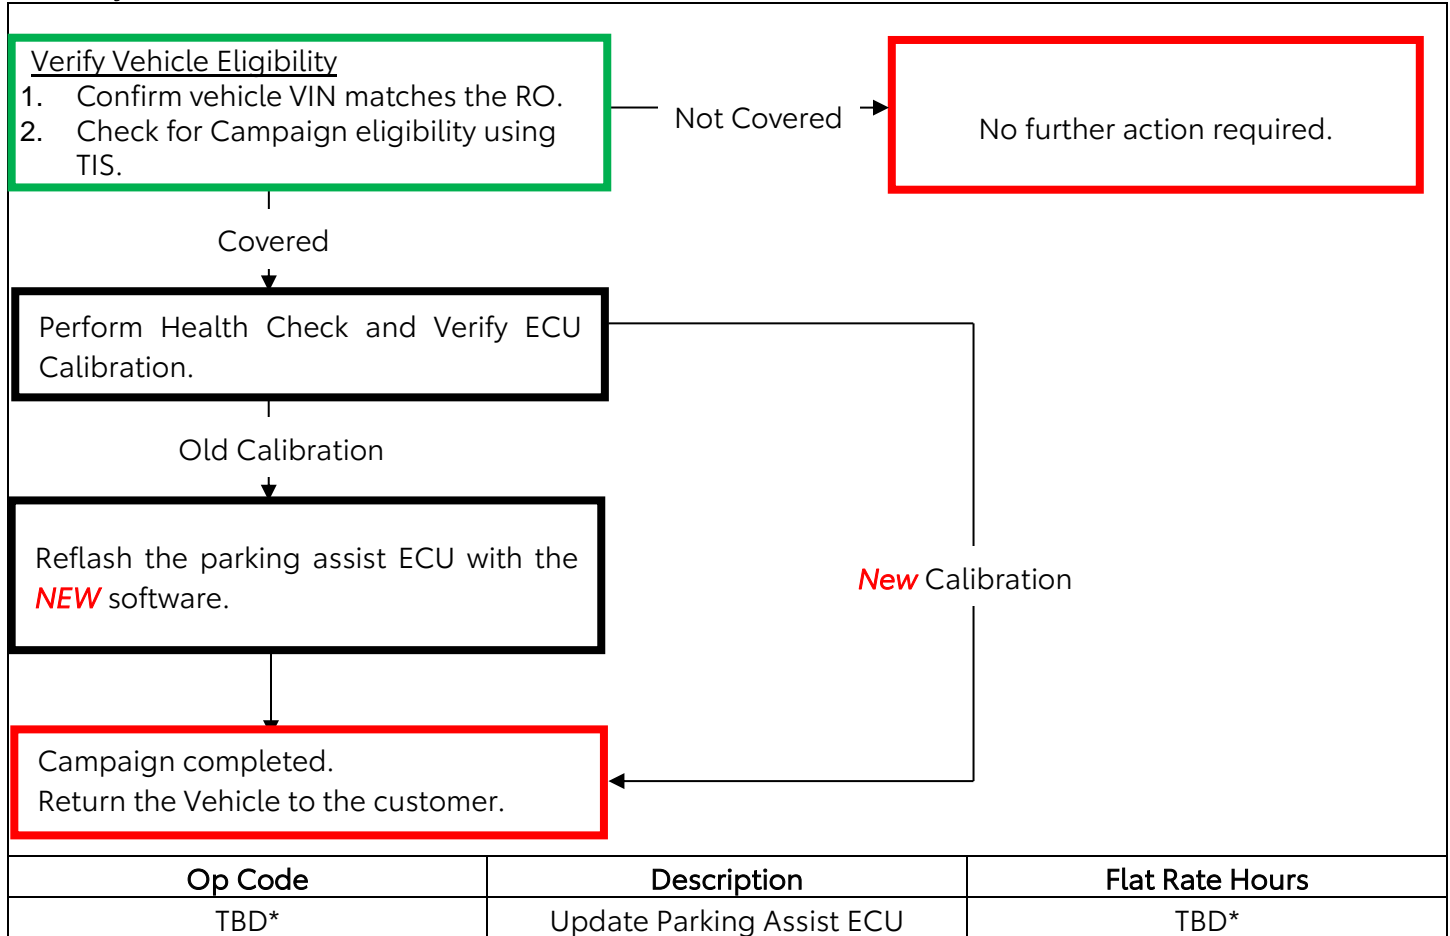 Verify Vehicle Eligibility
1. Confirm vehicle VIN matches the RO.
2. Check for Campaign eligibility using
TIS.
Not Covered
No further action required.
Covered
Perform Health Check and Verify ECU
Calibration.
Old Calibration
Reflash the parking assist ECU with the
NEW software.
New Calibration
Campaign completed.
Return the Vehicle to the customer.
Op Code Description Flat Rate Hours
TBD* Update Parking Assist ECU TBD*